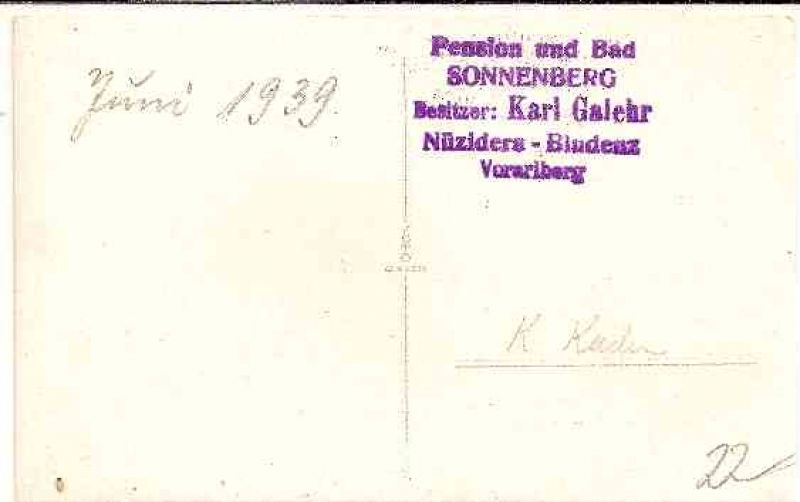 Juni 1939.
Pension und Bad
SONNENBERG
Besitzer: Karl Galehr
Nüziders - Bludenz
Vorarlberg
K
22